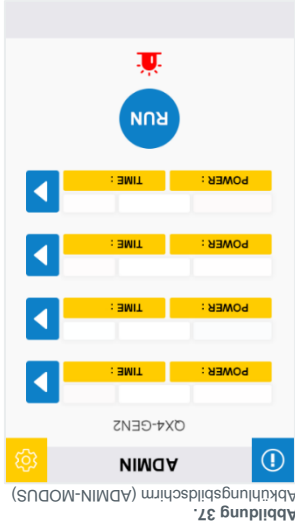 Abbildung 37.
Abkühlungsbildschirm (ADMIN-MODUS)
ADMIN
QX4-GEN2
POWER : TIME :
POWER : TIME :
POWER : TIME :
POWER : TIME :
RUN